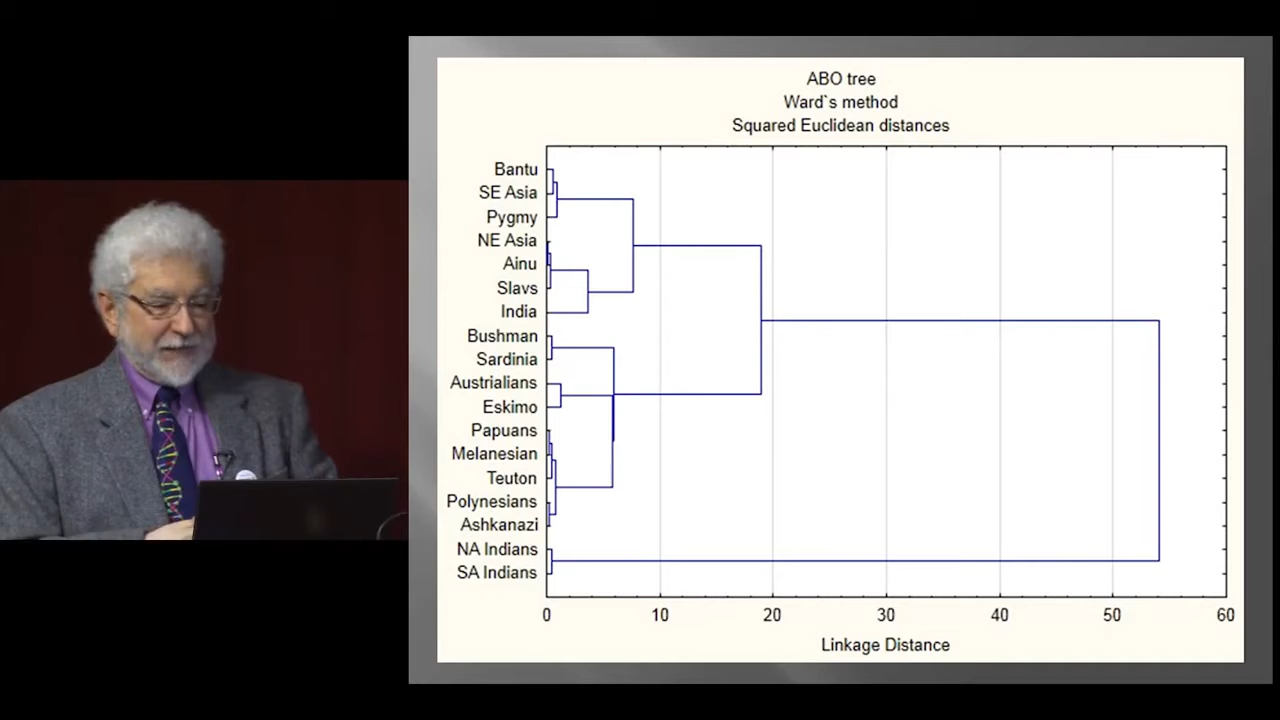 ABO tree
Ward`s method
Squared Euclidean distances
Bantu
SE Asia
Pygmy
NE Asia
Ainu
Slavs
India
Bushman
Sardinia
Austrialians
Eskimo
Papuans
Melanesian
Teuton
Polynesians
Ashkanazi
NA Indians
SA Indians
0 10 20 30 40 50 60
Linkage Distance